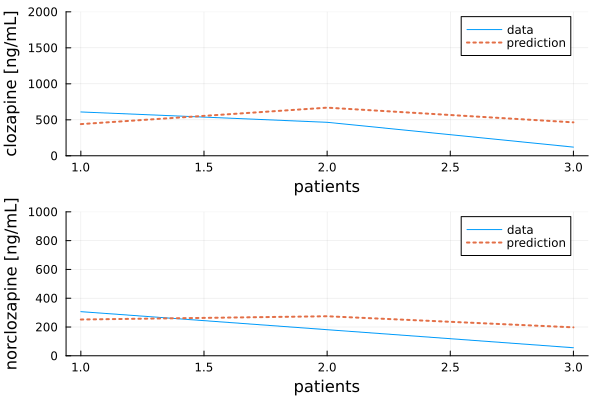 clozapine [ng/mL]
2000
1500
1000
500
0
data
prediction
1.0 1.5 2.0 2.5 3.0
patients
norclozapine [ng/mL]
1000
800
600
400
200
0
data
prediction
1.0 1.5 2.0 2.5 3.0
patients